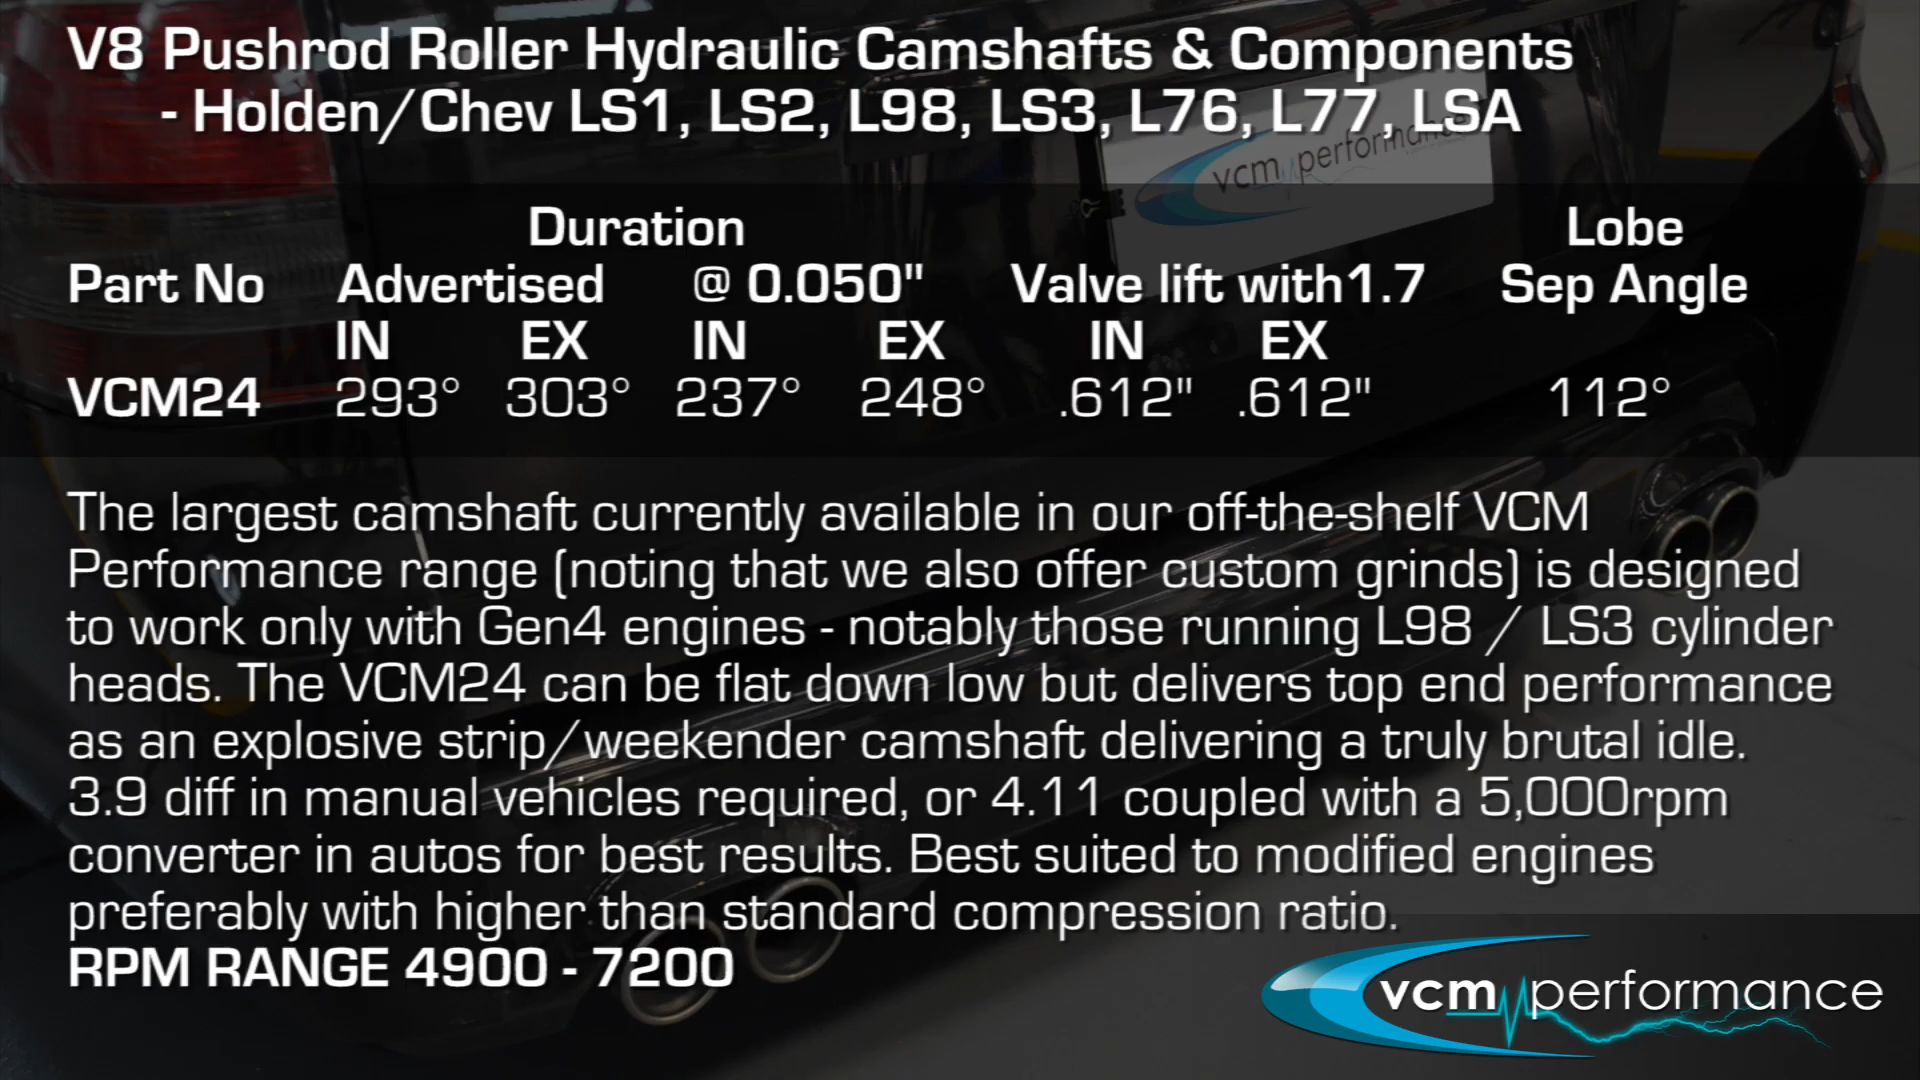 V8 Pushrod Roller Hydraulic Camshafts & Components
- Holden/Chev LS1, LS2, L98, LS3, L76, L77, LSA
vcm performance
Duration Lobe
Part No Advertised @ 0.050" Valve lift with1.7 Sep Angle
IN EX IN EX IN EX
VCM24 293° 303° 237° 248° .612" .612" 112°
The largest camshaft currently available in our off-the-shelf VCM
Performance range (noting that we also offer custom grinds) is designed
to work only with Gen4 engines - notably those running L98 / LS3 cylinder
heads. The VCM24 can be flat down low but delivers top end performance
as an explosive strip/weekender camshaft delivering a truly brutal idle.
3.9 diff in manual vehicles required, or 4.11 coupled with a 5,000rpm
converter in autos for best results. Best suited to modified engines
preferably with higher than standard compression ratio.
RPM RANGE 4900 - 7200
vcm performance